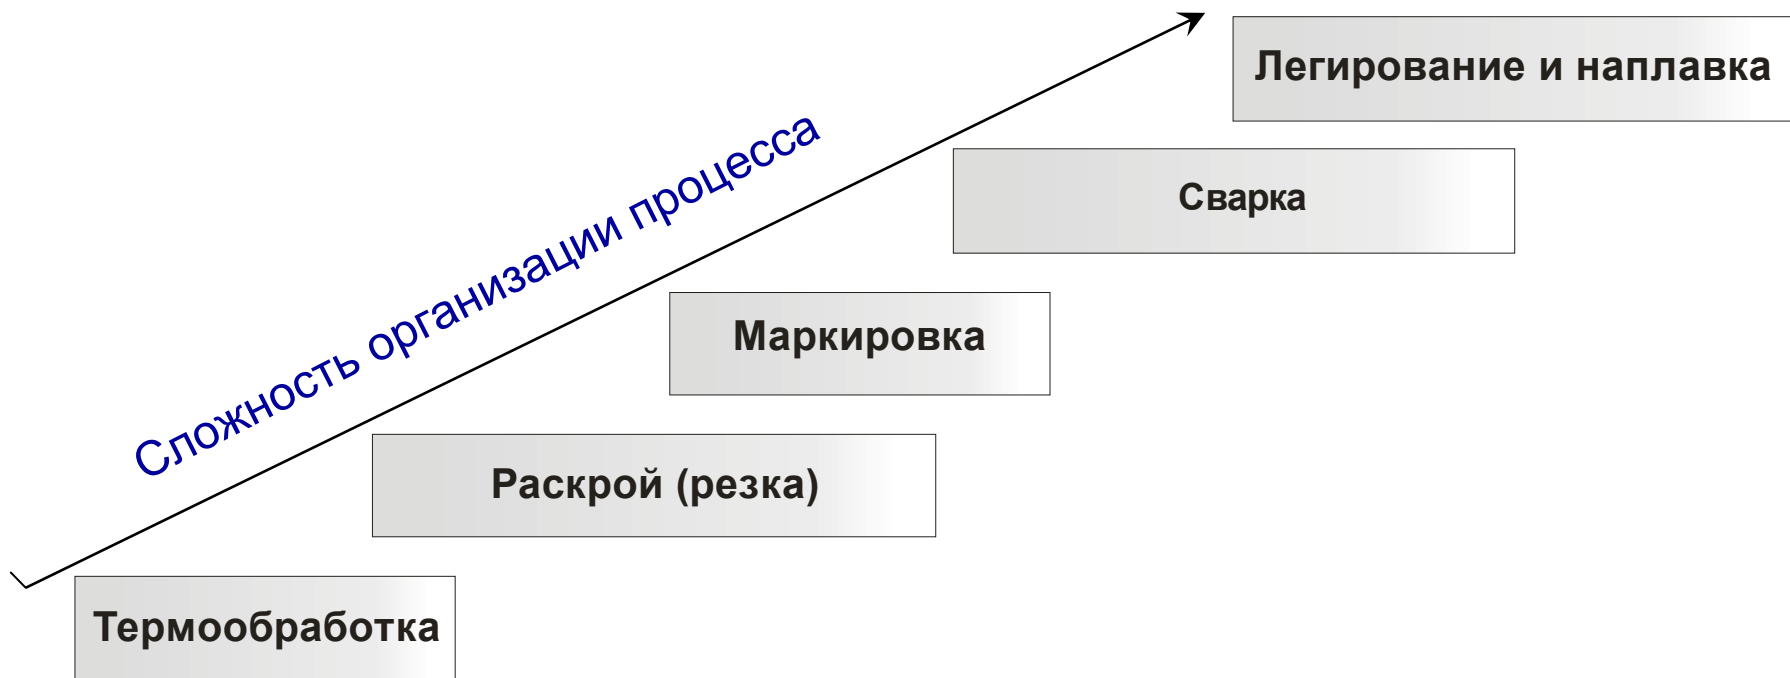 Легирование и наплавка
Сложность организации процесса
Сварка
Маркировка
Раскрой (резка)
Термообработка